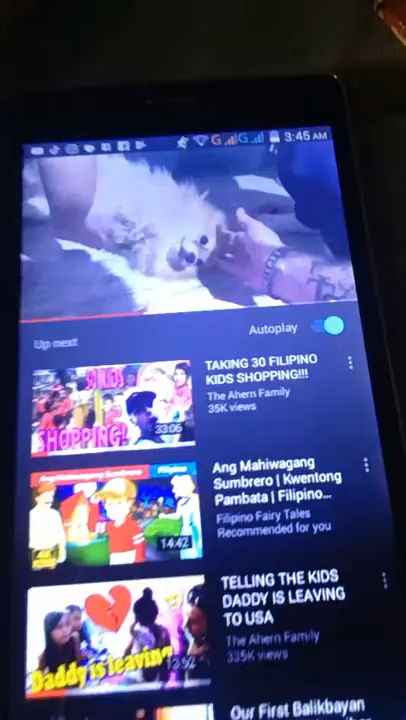 3:45 AM
Autoplay
Up next
30 KIDS
SHOPPING!
33:06
TAKING 30 FILIPINO
KIDS SHOPPING!!!
The Ahern Family
35K views
Ang Mahiwagang Sumbrero
Filipino
4K
14:42
Ang Mahiwagang
Sumbrero | Kwentong
Pambata | Filipino...
Filipino Fairy Tales
Recommended for you
Daddy is leaving
13:52
TELLING THE KIDS
DADDY IS LEAVING
TO USA
The Ahern Family
335K views
Our First Balikbayan